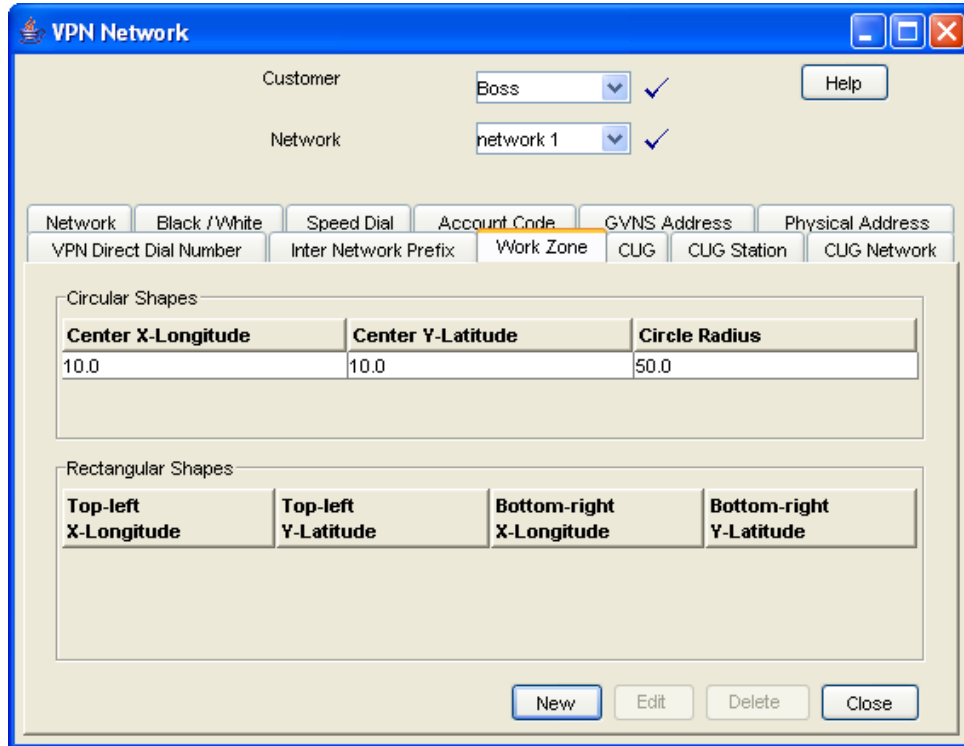 VPN Network
Customer Boss Help
Network network 1
Network Black / White Speed Dial Account Code GVNS Address Physical Address
VPN Direct Dial Number Inter Network Prefix Work Zone CUG CUG Station CUG Network
Circular Shapes
Center X-Longitude Center Y-Latitude Circle Radius
10.0 10.0 50.0
Rectangular Shapes
Top-left Top-left Bottom-right Bottom-right
X-Longitude Y-Latitude X-Longitude Y-Latitude
New Edit Delete Close